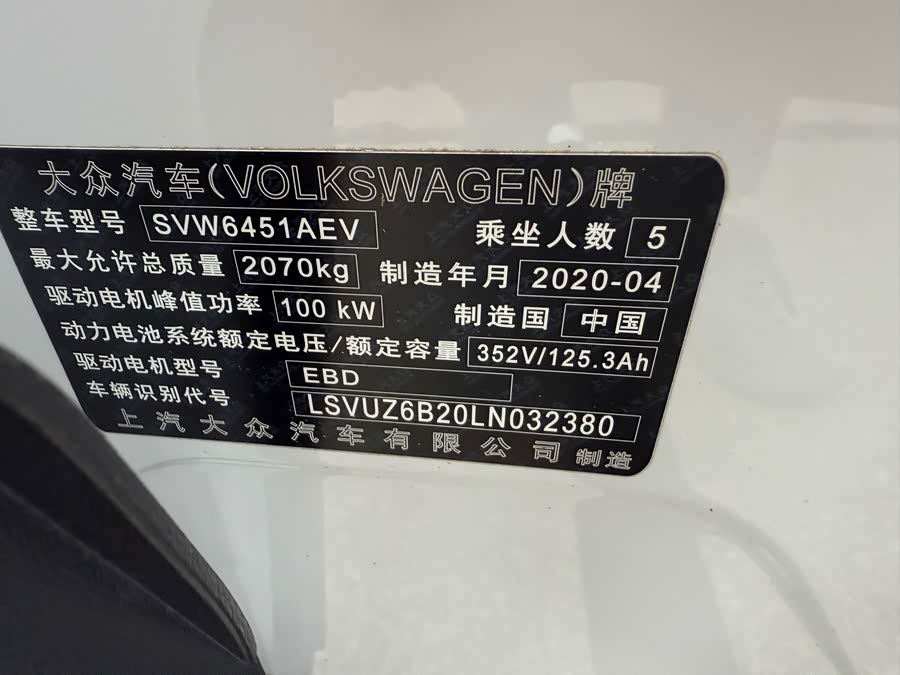 大众汽车(VOLKSWAGEN)牌
整车型号 SVW6451AEV 乘坐人数 5
最大允许总质量 2070kg 制造年月 2020-04
驱动电机峰值功率 100 kW 制造国 中国
动力电池系统额定电压/额定容量 352V/125.3Ah
驱动电机型号 EBD
车辆识别代号 LSVUZ6B20LN032380
上汽大众汽车有限公司 制造